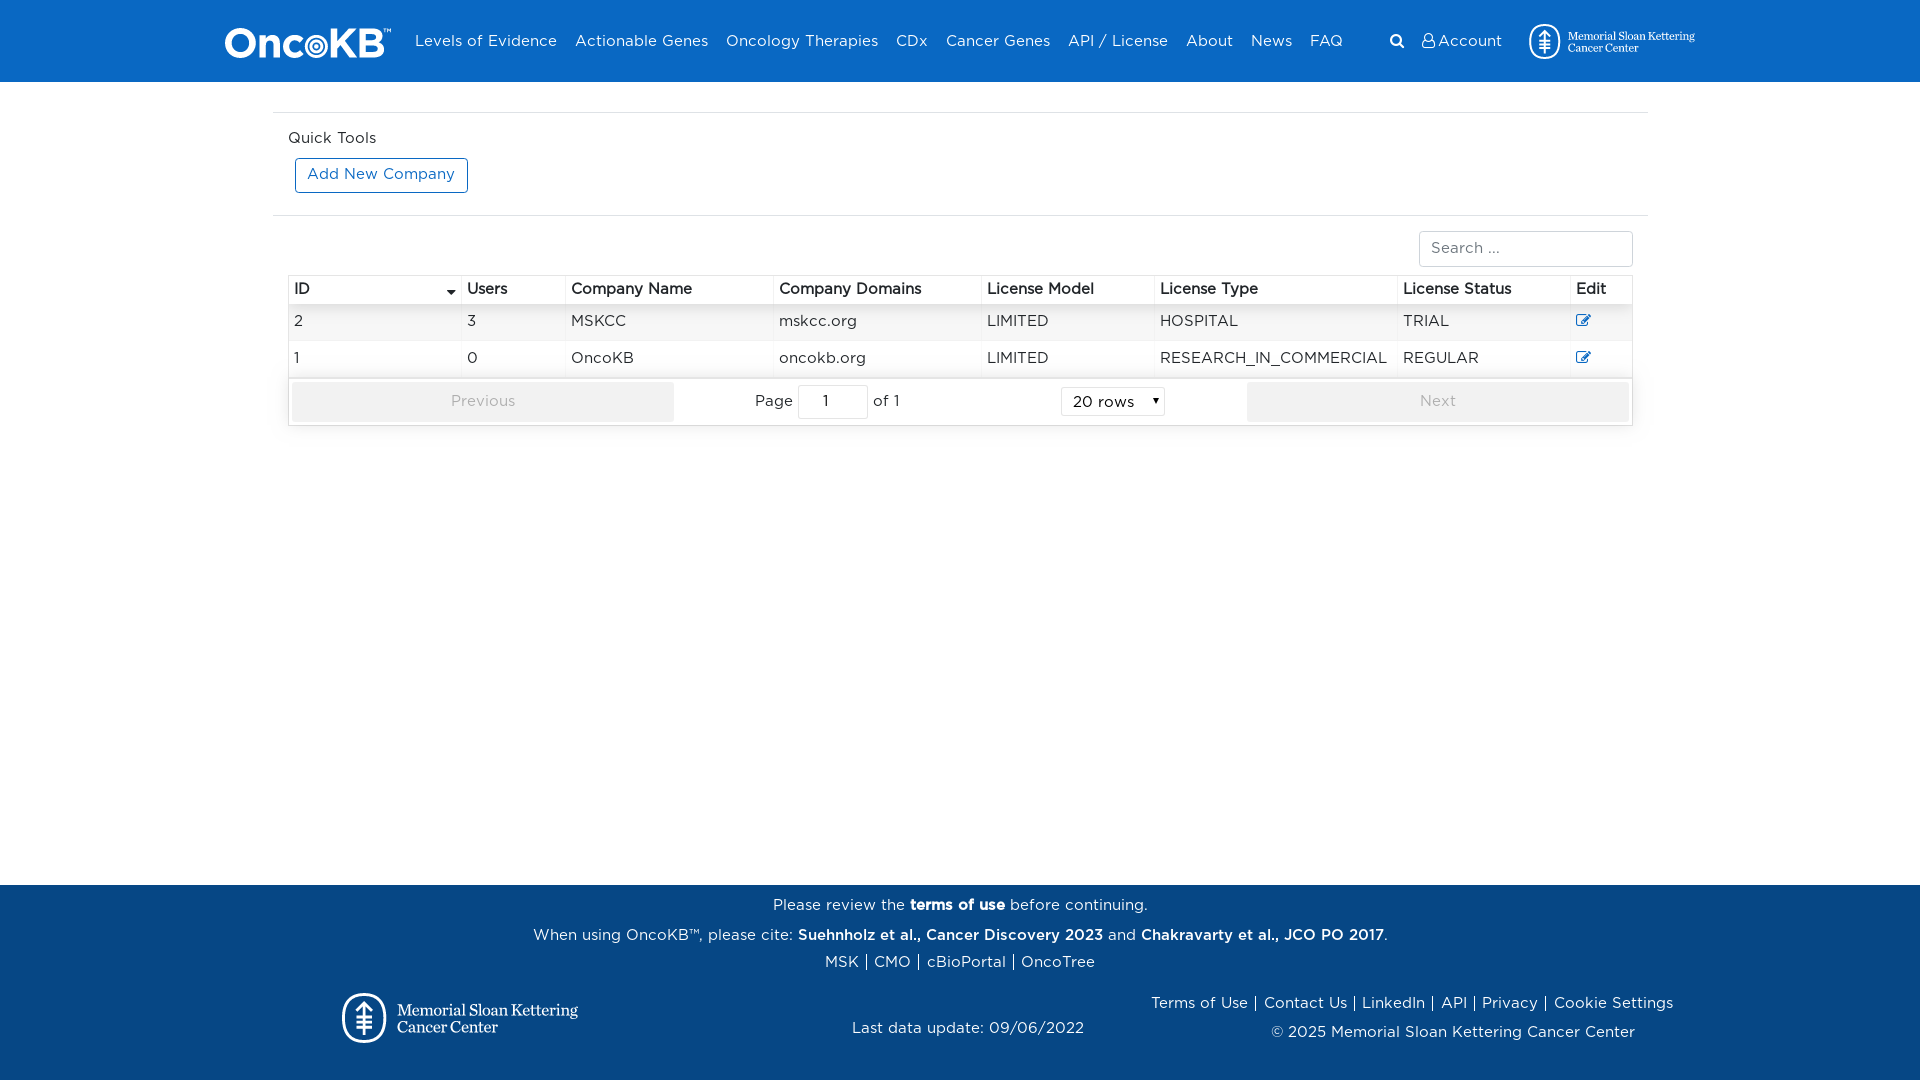 OncoKB™ Levels of Evidence Actionable Genes Oncology Therapies CDx Cancer Genes API / License About News FAQ Account Memorial Sloan Kettering
Cancer Center
Quick Tools
Add New Company
Search ...
ID Users Company Name Company Domains License Model License Type License Status Edit
2 3 MSKCC mskcc.org LIMITED HOSPITAL TRIAL
1 0 OncoKB oncokb.org LIMITED RESEARCH_IN_COMMERCIAL REGULAR
Previous Page 1 of 1 20 rows Next
Please review the terms of use before continuing.
When using OncoKB™, please cite: Suehnholz et al., Cancer Discovery 2023 and Chakravarty et al., JCO PO 2017.
MSK | CMO | cBioPortal | OncoTree
Memorial Sloan Kettering
Cancer Center
Last data update: 09/06/2022
Terms of Use | Contact Us | LinkedIn | API | Privacy | Cookie Settings
© 2025 Memorial Sloan Kettering Cancer Center